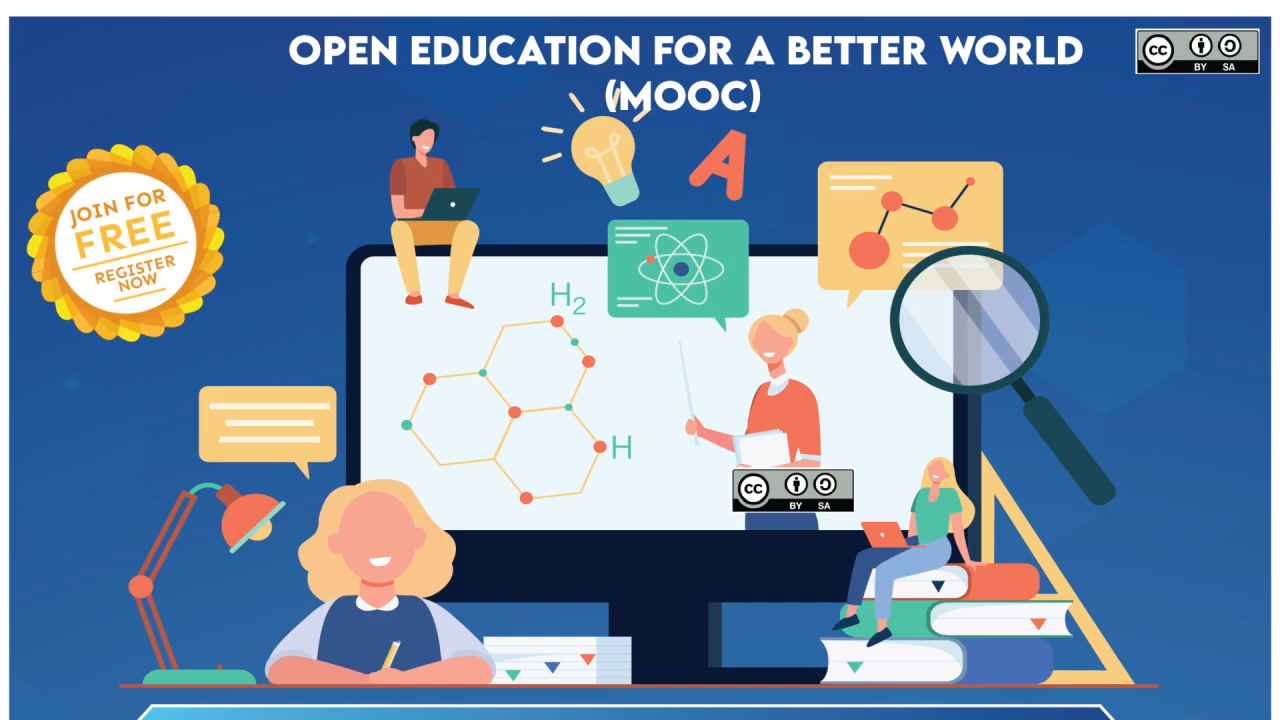 OPEN EDUCATION FOR A BETTER WORLD
(MOOC)
cc BY SA
JOIN FOR
FREE
REGISTER
NOW
A
H2
H
cc BY SA